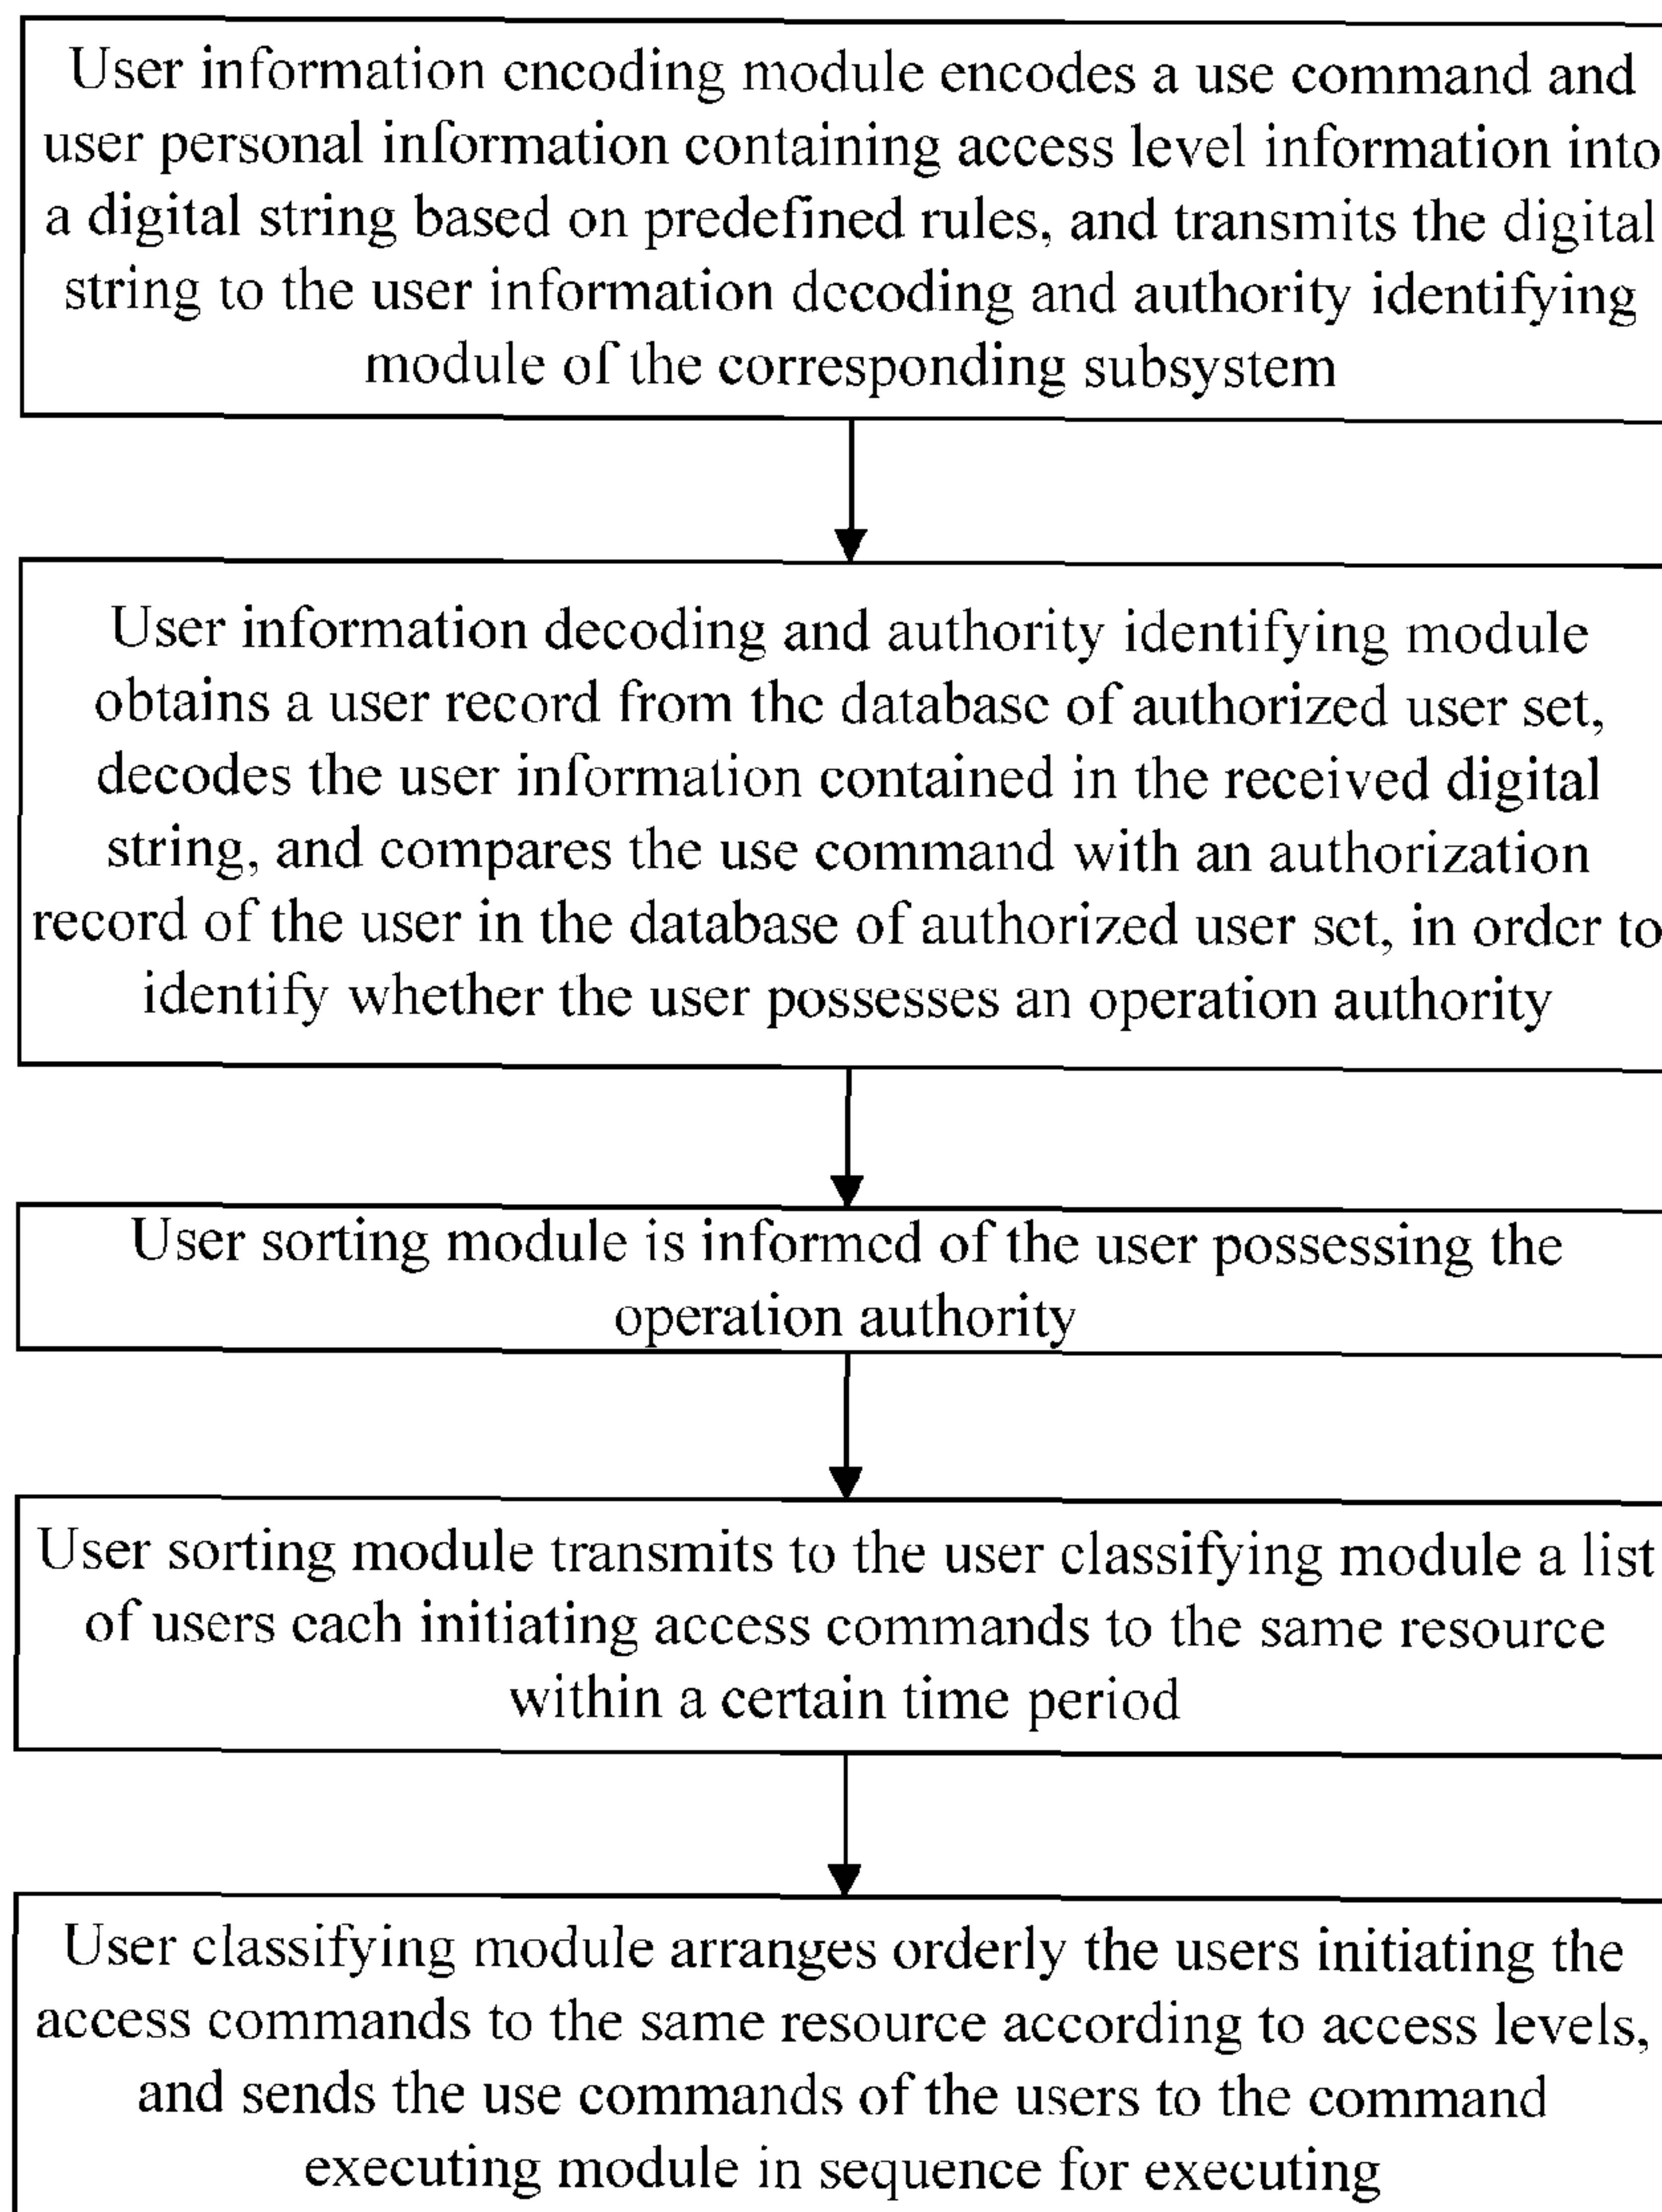 User information encoding module encodes a use command and
user personal information containing access level information into
a digital string based on predefined rules, and transmits the digital
string to the user information decoding and authority identifying
module of the corresponding subsystem
User information decoding and authority identifying module
obtains a user record from the database of authorized user set,
decodes the user information contained in the received digital
string, and compares the use command with an authorization
record of the user in the database of authorized user set, in order to
identify whether the user possesses an operation authority
User sorting module is informed of the user possessing the
operation authority
User sorting module transmits to the user classifying module a list
of users each initiating access commands to the same resource
within a certain time period
User classifying module arranges orderly the users initiating the
access commands to the same resource according to access levels,
and sends the use commands of the users to the command
executing module in sequence for executing